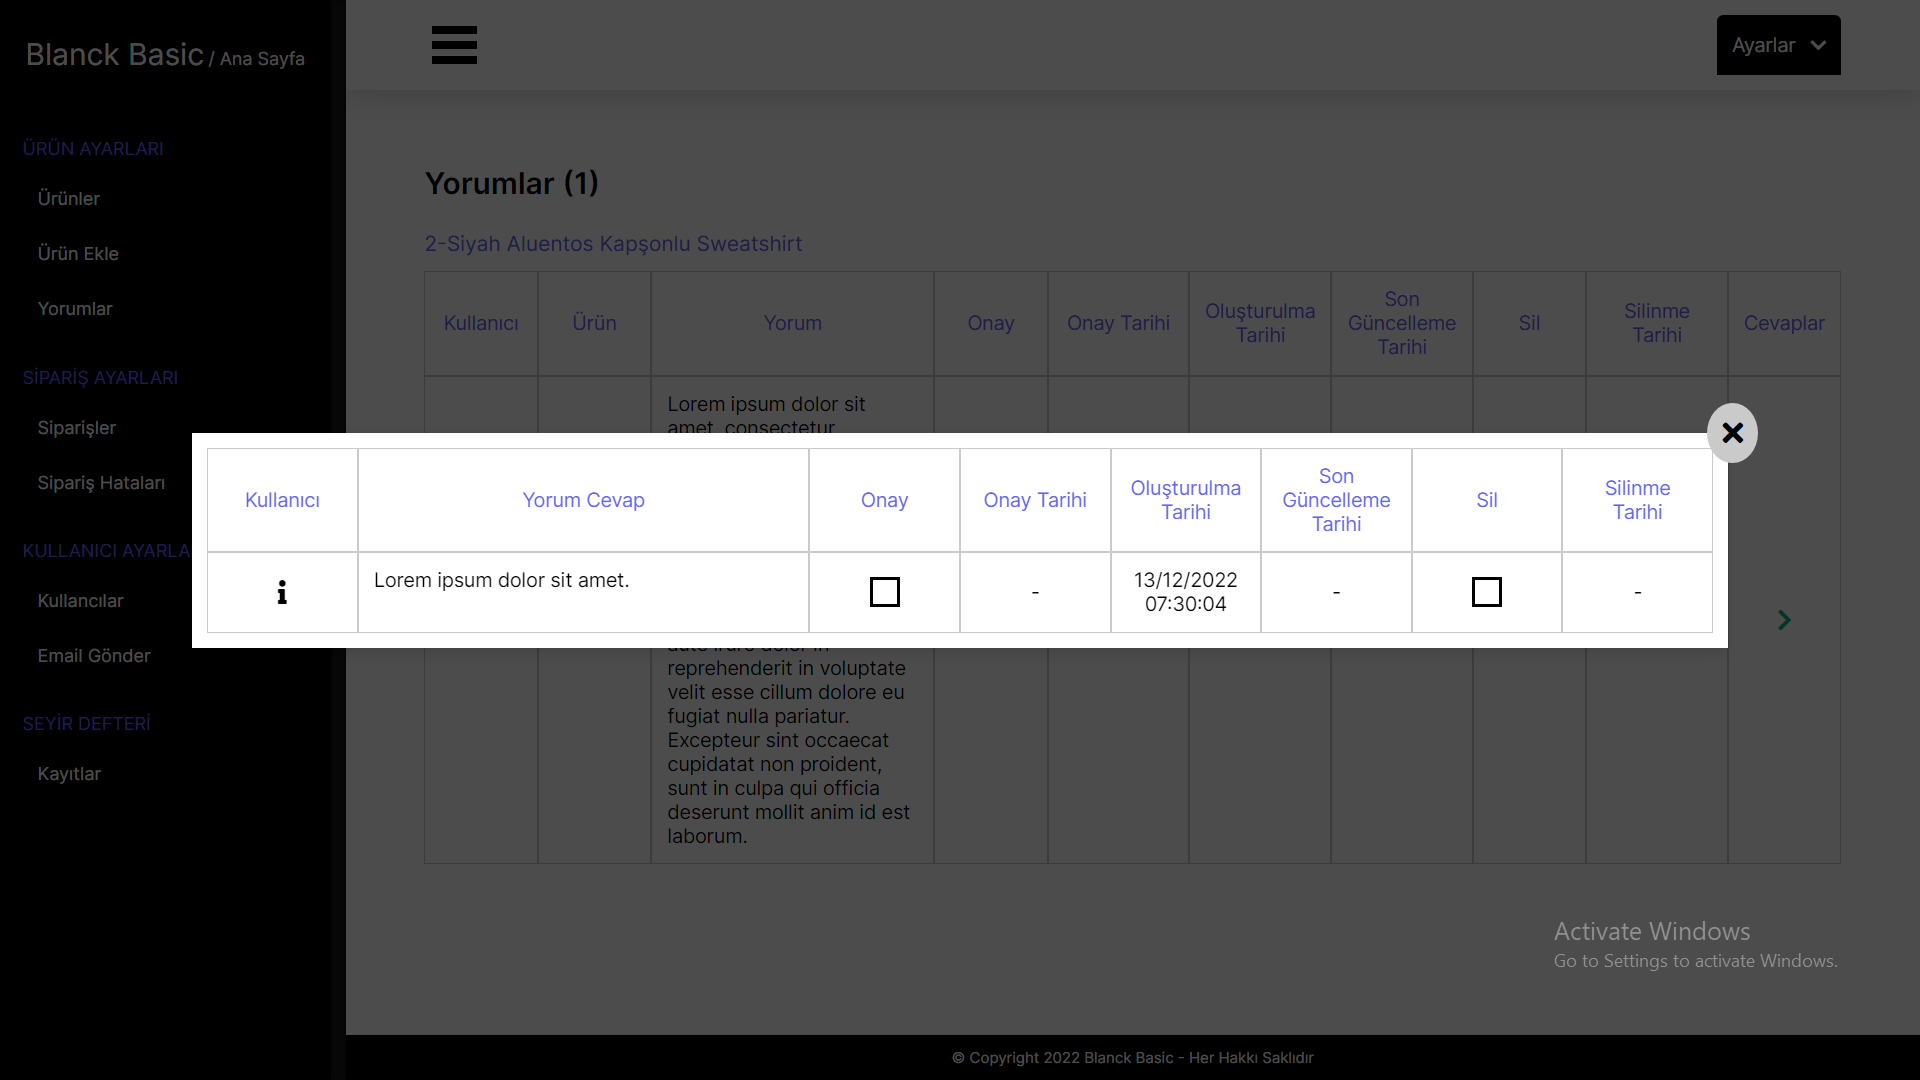 Blanck Basic / Ana Sayfa
Ayarlar
ÜRÜN AYARLARI
Ürünler
Ürün Ekle
Yorumlar
SİPARİŞ AYARLARI
Siparişler
Sipariş Hataları
KULLANICI AYARLA
Kullancılar
Email Gönder
SEYİR DEFTERİ
Kayıtlar
Yorumlar (1)
2-Siyah Aluentos Kapşonlu Sweatshirt
Kullanıcı
Ürün
Yorum
Onay
Onay Tarihi
Oluşturulma
Tarihi
Son
Güncelleme
Tarihi
Sil
Silinme
Tarihi
Cevaplar
Lorem ipsum dolor sit
amet, consectetur
Kullanıcı
Yorum Cevap
Onay
Onay Tarihi
Oluşturulma
Tarihi
Son
Güncelleme
Tarihi
Sil
Silinme
Tarihi
Lorem ipsum dolor sit amet.
-
13/12/2022
07:30:04
-
-
aute irure dolor in
reprehenderit in voluptate
velit esse cillum dolore eu
fugiat nulla pariatur.
Excepteur sint occaecat
cupidatat non proident,
sunt in culpa qui officia
deserunt mollit anim id est
laborum.
Activate Windows
Go to Settings to activate Windows.
© Copyright 2022 Blanck Basic - Her Hakkı Saklıdır